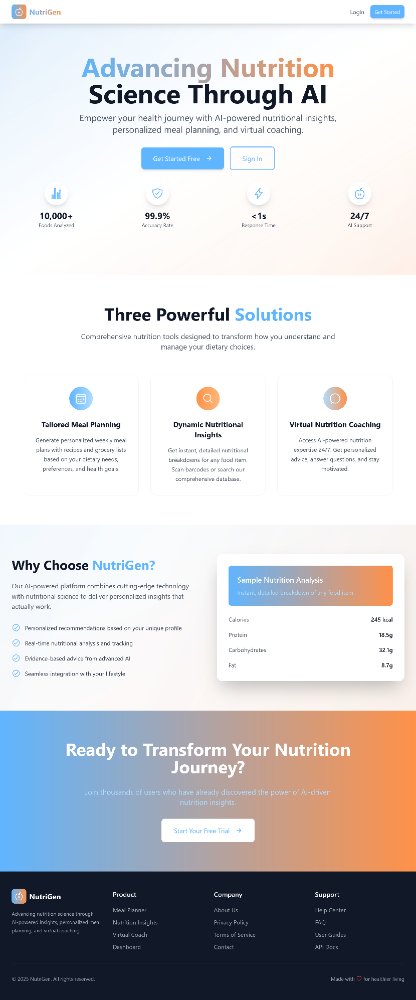 NutriGen
Login
Get Started
Advancing Nutrition
Science Through AI
Empower your health journey with AI-powered nutritional insights,
personalized meal planning, and virtual coaching.
Get Started Free
Sign In
10,000+
Foods Analyzed
99.9%
Accuracy Rate
<1s
Response Time
24/7
AI Support
Three Powerful Solutions
Comprehensive nutrition tools designed to transform how you understand and
manage your dietary choices.
Tailored Meal Planning
Generate personalized weekly meal
plans with recipes and grocery lists
based on your dietary needs,
preferences, and health goals.
Dynamic Nutritional
Insights
Get instant, detailed nutritional
breakdowns for any food item.
Scan barcodes or search our
comprehensive database.
Virtual Nutrition Coaching
Access AI-powered nutrition
expertise 24/7. Get personalized
advice, answer questions, and stay
motivated.
Why Choose NutriGen?
Our AI-powered platform combines cutting-edge technology
with nutritional science to deliver personalized insights that
actually work.
Personalized recommendations based on your unique profile
Real-time nutritional analysis and tracking
Evidence-based advice from advanced AI
Seamless integration with your lifestyle
Sample Nutrition Analysis
Instant, detailed breakdown of any food item
Calories 245 kcal
Protein 18.5g
Carbohydrates 32.1g
Fat 8.7g
Ready to Transform Your Nutrition
Journey?
Join thousands of users who have already discovered the power of AI-driven
nutrition insights.
Start Your Free Trial
NutriGen
Advancing nutrition science through
AI-powered insights, personalized meal
planning, and virtual coaching.
Product
Meal Planner
Nutrition Insights
Virtual Coach
Dashboard
Company
About Us
Privacy Policy
Terms of Service
Contact
Support
Help Center
FAQ
User Guides
API Docs
© 2025 NutriGen. All rights reserved.
Made with ♡ for healthier living